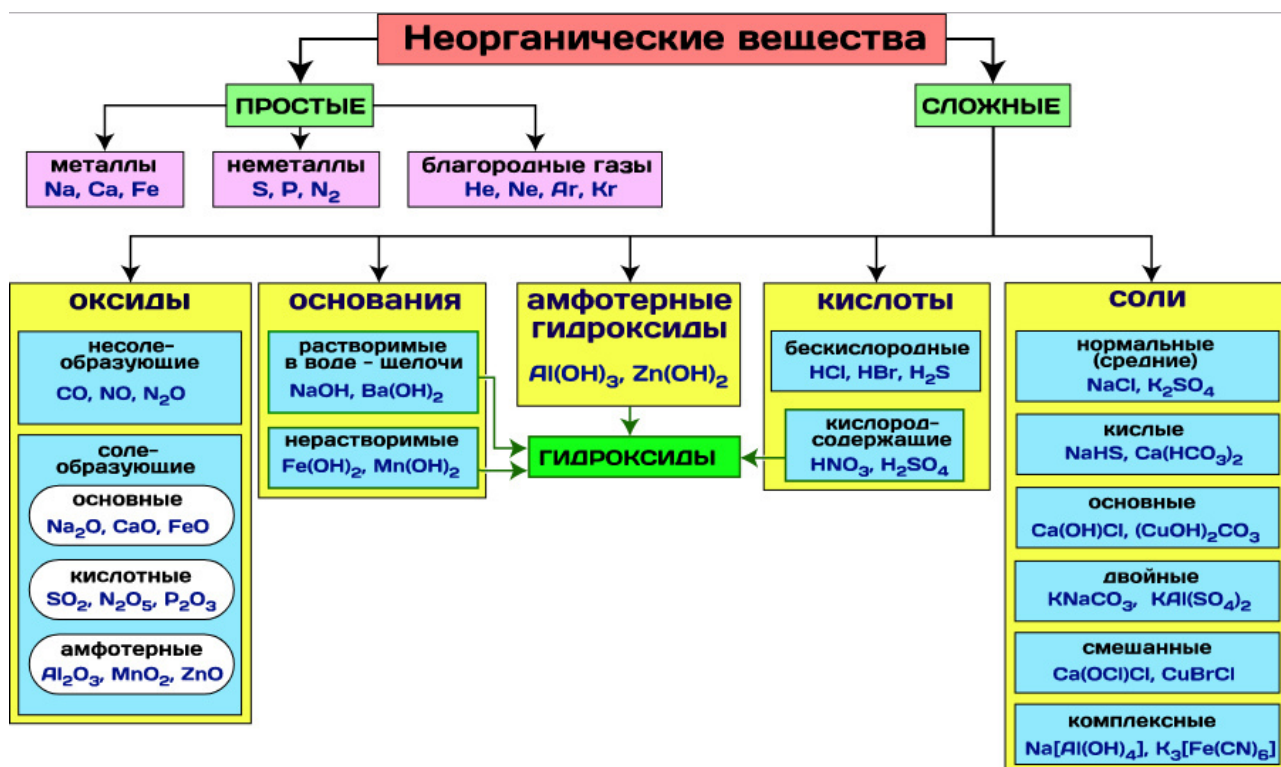 Неорганические вещества
ПРОСТЫЕ
СЛОЖНЫЕ
металлы
Na, Ca, Fe
неметаллы
S, P, N₂
благородные газы
He, Ne, Ar, Kr
оксиды
несоле-
образующие
CO, NO, N₂O
соле-
образующие
основные
Na₂O, CaO, FeO
кислотные
SO₂, N₂O₅, P₂O₃
амфотерные
Al₂O₃, MnO₂, ZnO
основания
растворимые
в воде - щелочи
NaOH, Ba(OH)₂
нерастворимые
Fe(OH)₂, Mn(OH)₂
амфотерные
гидроксиды
Al(OH)₃, Zn(OH)₂
ГИДРОКСИДЫ
кислоты
бескислородные
HCl, HBr, H₂S
кислород-
содержащие
HNO₃, H₂SO₄
соли
нормальные
(средние)
NaCl, K₂SO₄
кислые
NaHS, Ca(HCO₃)₂
основные
Ca(OH)Cl, (CuOH)₂CO₃
двойные
KNaCO₃, KAl(SO₄)₂
смешанные
Ca(OCl)Cl, CuBrCl
комплексные
Na[Al(OH)₄], K₃[Fe(CN)₆]